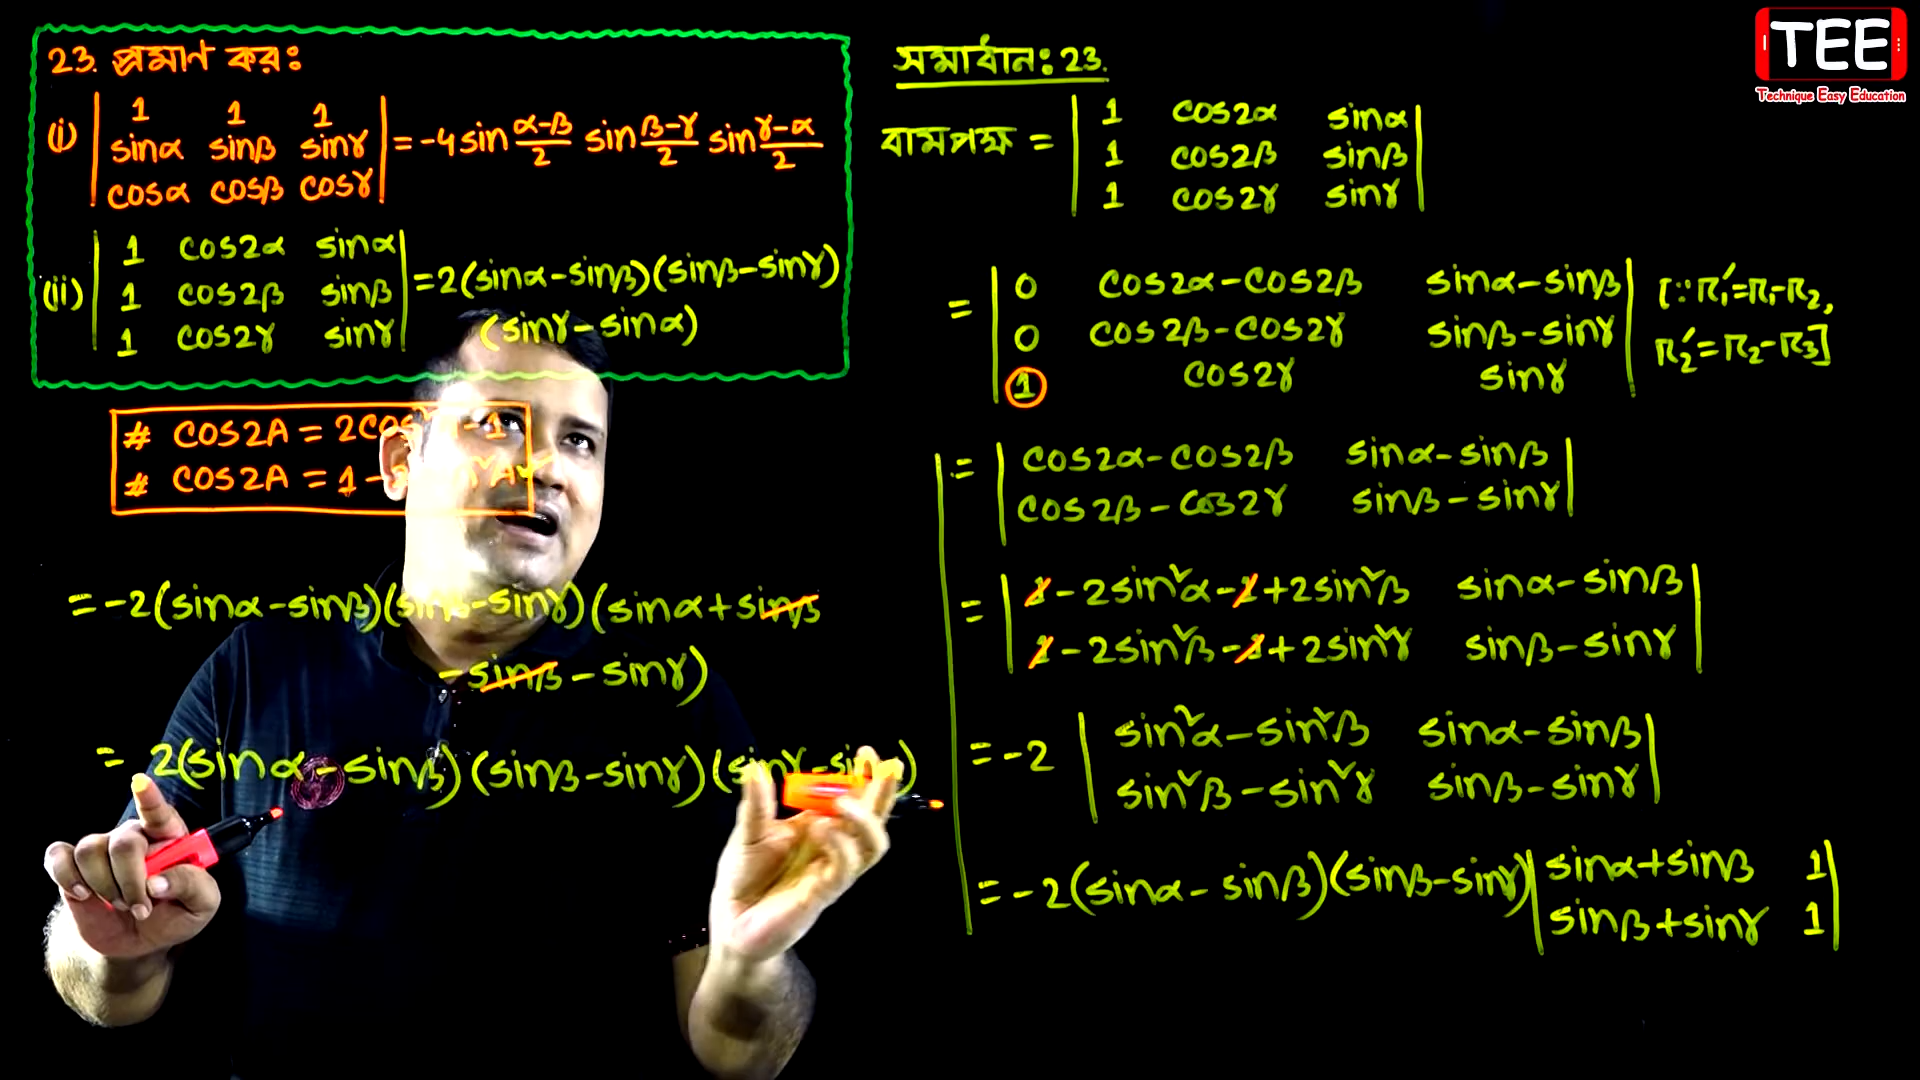 TEE
Technique Easy Education
23. প্রমাণ করঃ
(i) | 1 1 1 |
| sinα sinβ sinγ | = -4 sin (α-β)/2 sin (β-γ)/2 sin (γ-α)/2
| cosα cosβ cosγ |
(ii) | 1 cos2α sinα |
| 1 cos2β sinβ | = 2(sinα-sinβ)(sinβ-sinγ)
| 1 cos2γ sinγ | (sinγ-sinα)
# cos2A = 2cos -1
# cos2A = 1-
= -2(sinα-sinβ)(sinβ-sinγ)(sinα+sinβ
-sinβ-sinγ)
= 2(sinα-sinβ)(sinβ-sinγ)(sinγ-
সমাধান: 23.
বামপক্ষ = | 1 cos2α sinα |
| 1 cos2β sinβ |
| 1 cos2γ sinγ |
= | 0 cos2α-cos2β sinα-sinβ | [∵ R₁′=R₁-R₂,
| 0 cos2β-cos2γ sinβ-sinγ | R₂′=R₂-R₃]
| 1 cos2γ sinγ |
= | cos2α-cos2β sinα-sinβ |
| cos2β-cos2γ sinβ-sinγ |
= | 1-2sin²α-1+2sin²β sinα-sinβ |
| 1-2sin²β-1+2sin²γ sinβ-sinγ |
= -2 | sin²α-sin²β sinα-sinβ |
| sin²β-sin²γ sinβ-sinγ |
= -2(sinα-sinβ)(sinβ-sinγ) | sinα+sinβ 1 |
| sinβ+sinγ 1 |